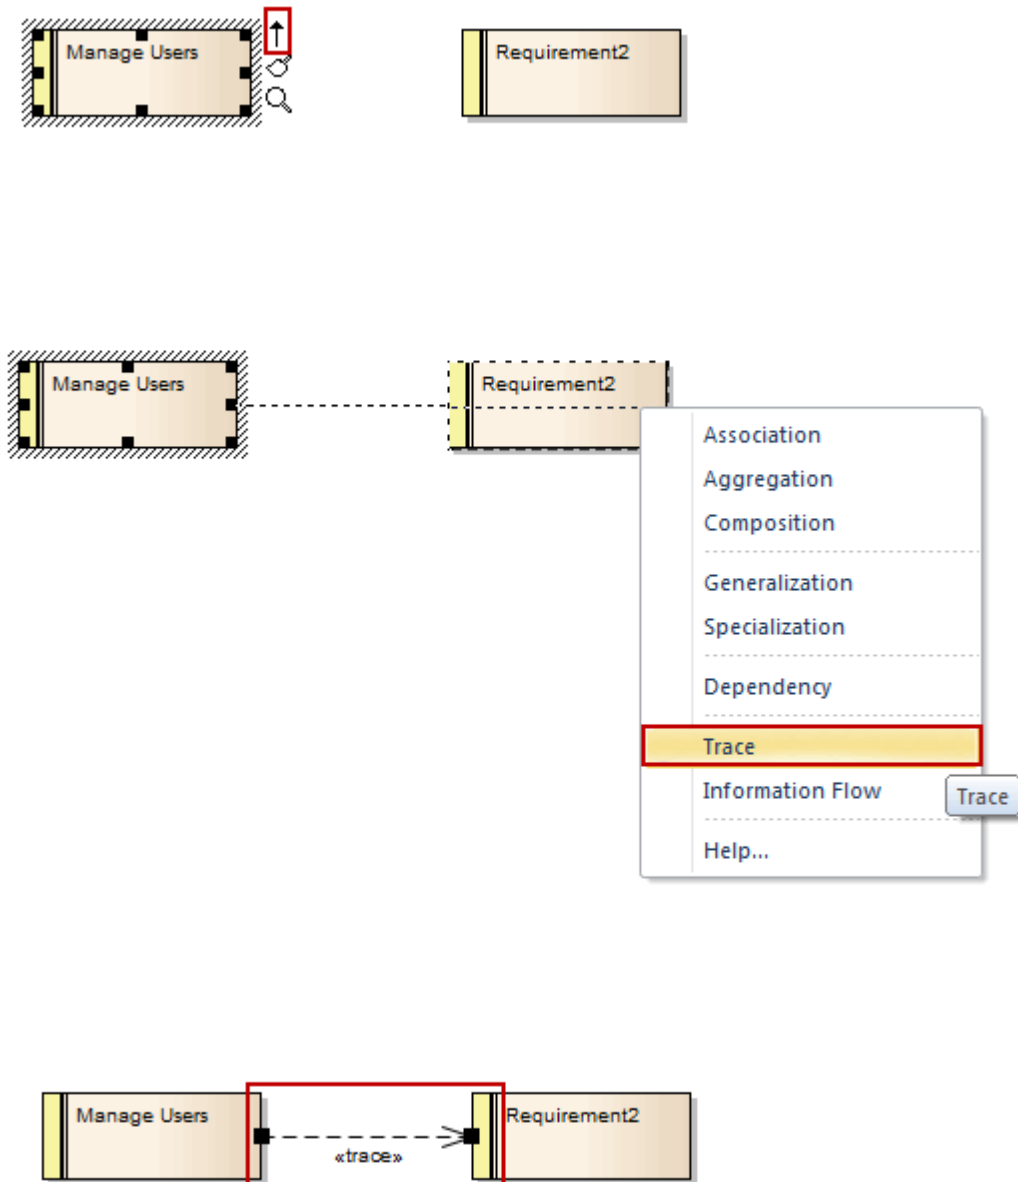 Manage Users
Requirement2
Manage Users
Requirement2
Association
Aggregation
Composition
Generalization
Specialization
Dependency
Trace
Information Flow
Trace
Help...
Manage Users
Requirement2
«trace»